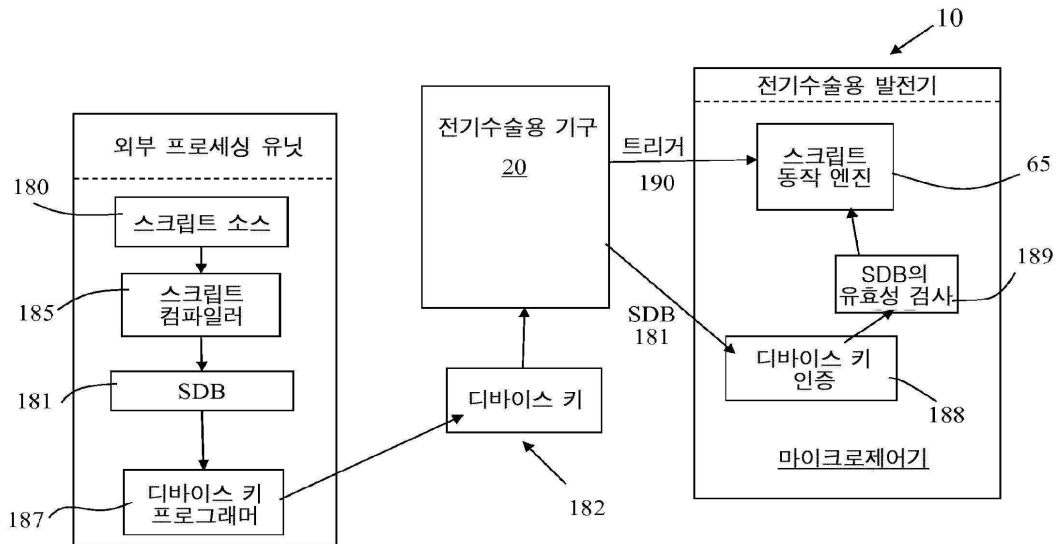 10
전기수술용 발전기
외부 프로세싱 유닛
180
스크립트 소스
185
스크립트
컴파일러
181
SDB
187
디바이스 키
프로그래머
전기수술용 기구
20
트리거
190
SDB
181
디바이스 키
182
스크립트
동작 엔진
65
SDB의
유효성 검사
189
디바이스 키
인증
188
마이크로제어기